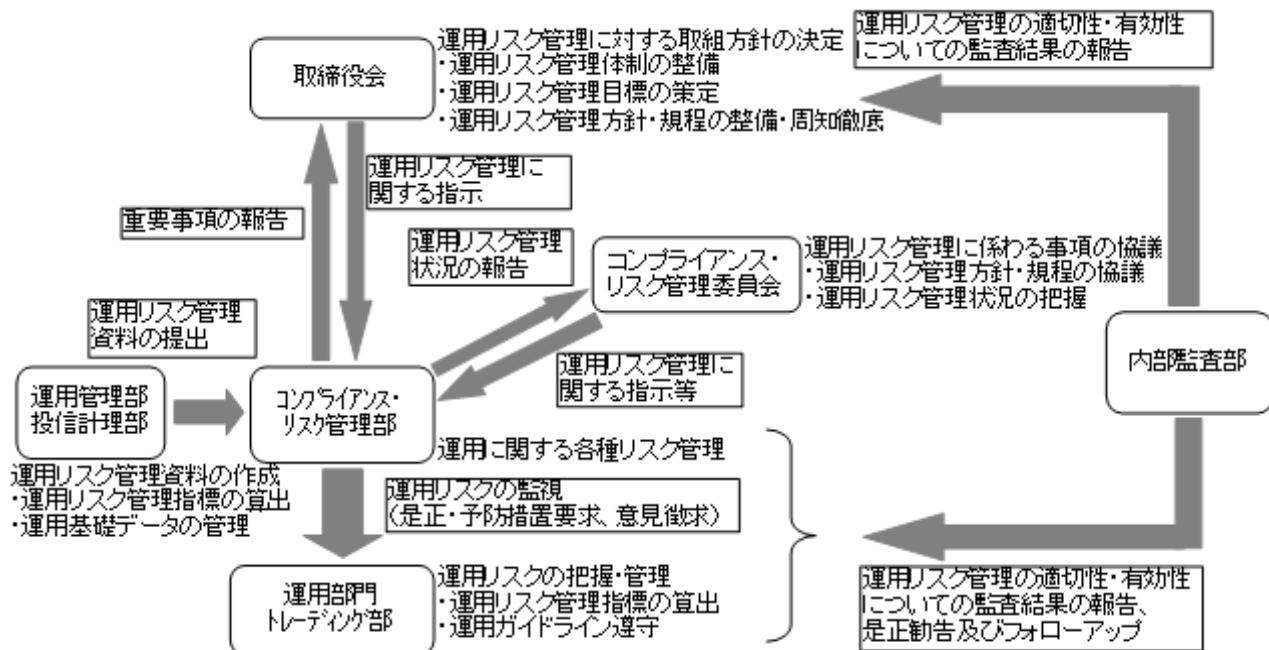 運用リスク管理に対する取組方針の決定
・運用リスク管理体制の整備
・運用リスク管理目標の策定
・運用リスク管理方針・規程の整備・周知徹底
運用リスク管理の適切性・有効性
についての監査結果の報告
取締役会
運用リスク管理に
関する指示
重要事項の報告
運用リスク管理
状況の報告
コンプライアンス・
リスク管理委員会
運用リスク管理に係わる事項の協議
・運用リスク管理方針・規程の協議
・運用リスク管理状況の把握
運用リスク管理
資料の提出
内部監査部
運用リスク管理に
関する指示等
運用管理部
投信計理部
コンプライアンス・
リスク管理部
運用に関する各種リスク管理
運用リスク管理資料の作成
・運用リスク管理指標の算出
・運用基礎データの管理
運用リスクの監視
（是正・予防措置要求、意見徴求）
運用部門
トレーディング部
運用リスクの把握・管理
・運用リスク管理指標の算出
・運用ガイドライン遵守
運用リスク管理の適切性・有効性
についての監査結果の報告、
是正勧告及びフォローアップ